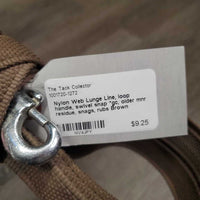 The Tack Collector
1001720-1272
Nylon Web Lunge Line, loop
handle, swivel snap *gc, older mnr
residue, snags, rubs brown
$9.25